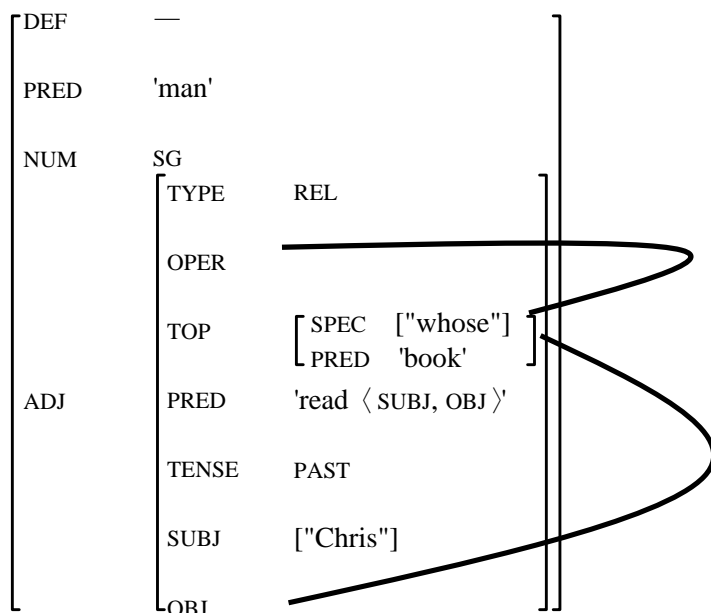 DEF —
PRED 'man'
NUM SG
TYPE REL
OPER
TOP SPEC ["whose"]
PRED 'book'
ADJ PRED 'read〈SUBJ, OBJ〉'
TENSE PAST
SUBJ ["Chris"]
OBJ